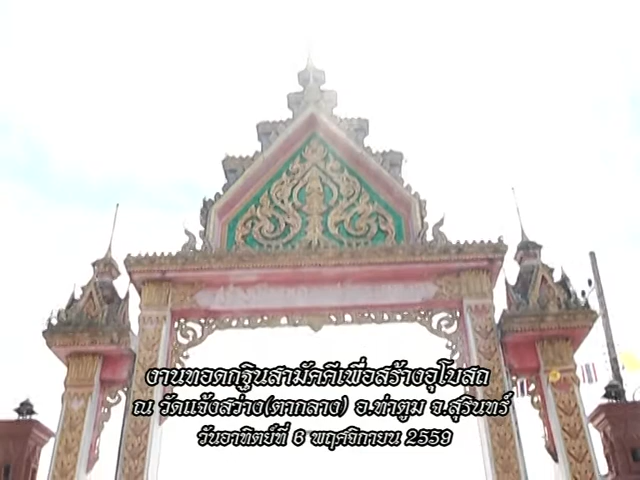 งานทอดกฐินสามัคคีเพื่อสร้างอุโบสถ
ณ วัดแจ้งสว่าง(ตากลาง) อ.ท่าตูม จ.สุรินทร์
วันอาทิตย์ที่ 6 พฤศจิกายน 2559